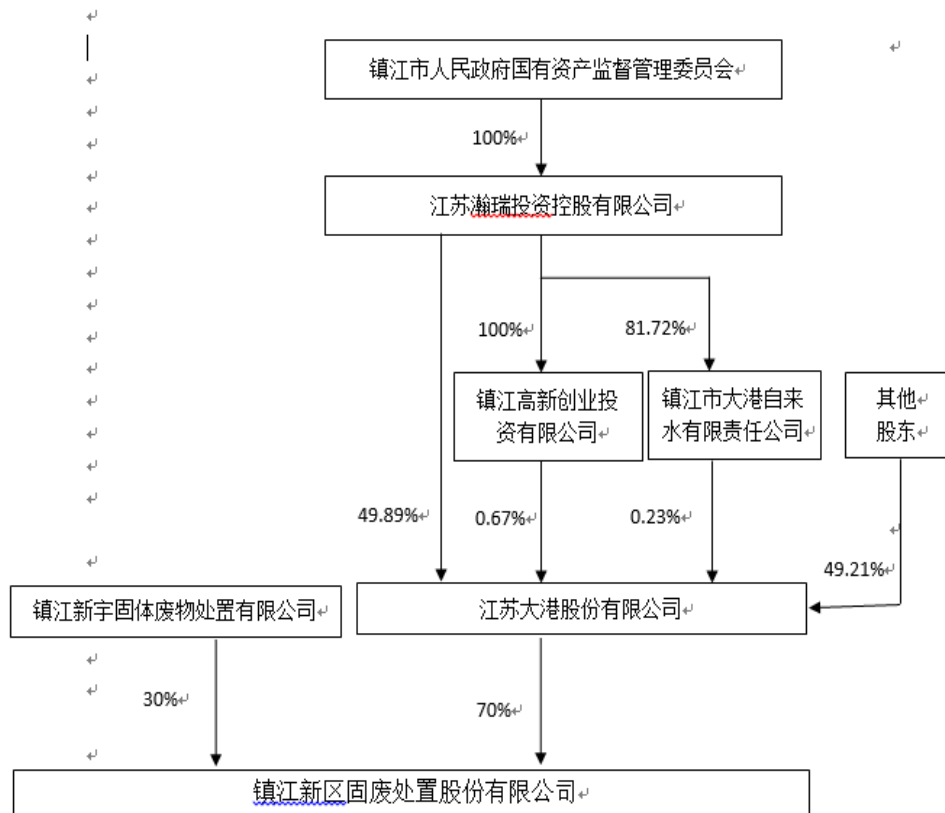 镇江市人民政府国有资产监督管理委员会
100%
江苏瀚瑞投资控股有限公司
100%
81.72%
镇江高新创业投
资有限公司
镇江市大港自来
水有限责任公司
其他
股东
49.89%
0.67%
0.23%
49.21%
镇江新宇固体废物处置有限公司
江苏大港股份有限公司
30%
70%
镇江新区固废处置股份有限公司